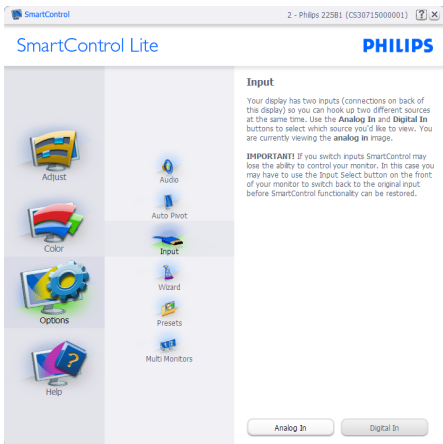 SmartControl
2 - Philips 225B1 (CS30715000001)
? X
SmartControl Lite
PHILIPS
Adjust
Color
Options
Help
Audio
Auto Pivot
Input
Wizard
Presets
Multi Monitors
Input
Your display has two inputs (connections on back of
this display) so you can hook up two different sources
at the same time. Use the Analog In and Digital In
buttons to select which source you'd like to view. You
are currently viewing the analog in image.
IMPORTANT! If you switch inputs SmartControl may
lose the ability to control your monitor. In this case you
may have to use the Input Select button on the front
of your monitor to switch back to the original input
before SmartControl functionality can be restored.
Analog In
Digital In